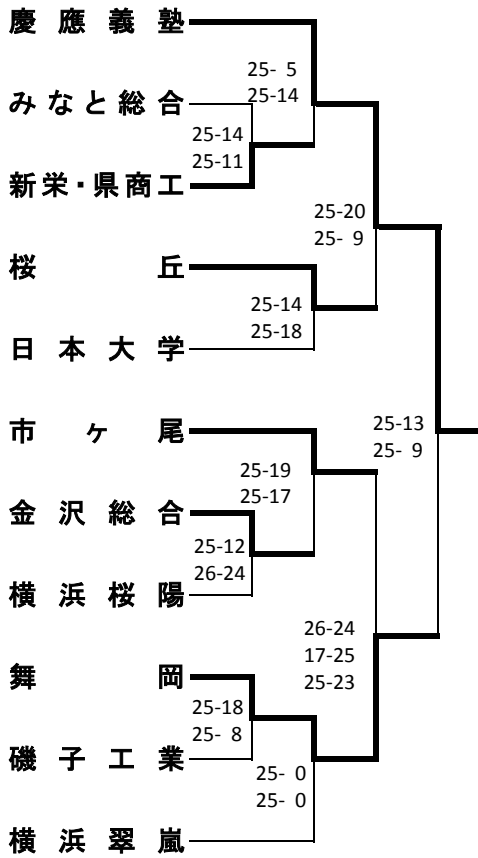 慶應義塾
25- 5
みなと総合
25-14
25-14
25-11
新栄・県商工
25-20
25- 9
桜丘
25-14
25-18
日本大学
25-13
市ヶ尾
25- 9
25-19
25-17
金沢総合
25-12
26-24
横浜桜陽
26-24
17-25
25-23
舞岡
25-18
25- 8
磯子工業
25- 0
25- 0
横浜翠嵐